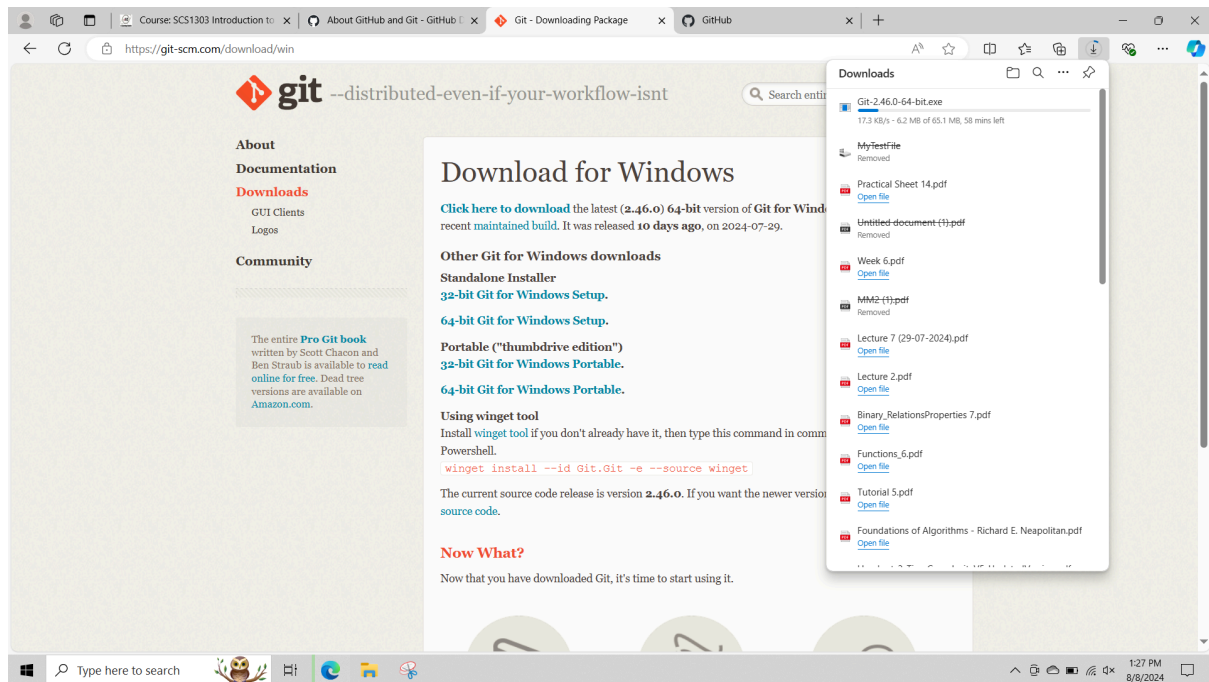 Course: SCS1303 Introduction to
About GitHub and Git - GitHub D
Git - Downloading Package
GitHub
https://git-scm.com/download/win
git --distributed-even-if-your-workflow-isnt
Search entir
About
Documentation
Downloads
GUI Clients
Logos
Community
The entire Pro Git book
written by Scott Chacon and
Ben Straub is available to read
online for free. Dead tree
versions are available on
Amazon.com.
Download for Windows
Click here to download the latest (2.46.0) 64-bit version of Git for Wind
recent maintained build. It was released 10 days ago, on 2024-07-29.
Other Git for Windows downloads
Standalone Installer
32-bit Git for Windows Setup.
64-bit Git for Windows Setup.
Portable ("thumbdrive edition")
32-bit Git for Windows Portable.
64-bit Git for Windows Portable.
Using winget tool
Install winget tool if you don't already have it, then type this command in comm
Powershell.
winget install --id Git.Git -e --source winget
The current source code release is version 2.46.0. If you want the newer version
source code.
Now What?
Now that you have downloaded Git, it's time to start using it.
Downloads
Git-2.46.0-64-bit.exe
17.3 KB/s - 6.2 MB of 65.1 MB, 58 mins left
MyTestFile
Removed
Practical Sheet 14.pdf
Open file
Untitled document (1).pdf
Removed
Week 6.pdf
Open file
MM2 (1).pdf
Removed
Lecture 7 (29-07-2024).pdf
Open file
Lecture 2.pdf
Open file
Binary_RelationsProperties 7.pdf
Open file
Functions_6.pdf
Open file
Tutorial 5.pdf
Open file
Foundations of Algorithms - Richard E. Neapolitan.pdf
Open file
Type here to search
1:27 PM
8/8/2024